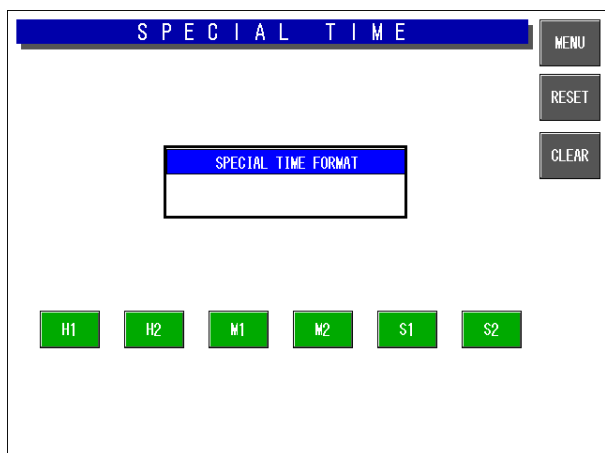 SPECIAL TIME
MENU
RESET
CLEAR
SPECIAL TIME FORMAT
H1 H2 M1 M2 S1 S2